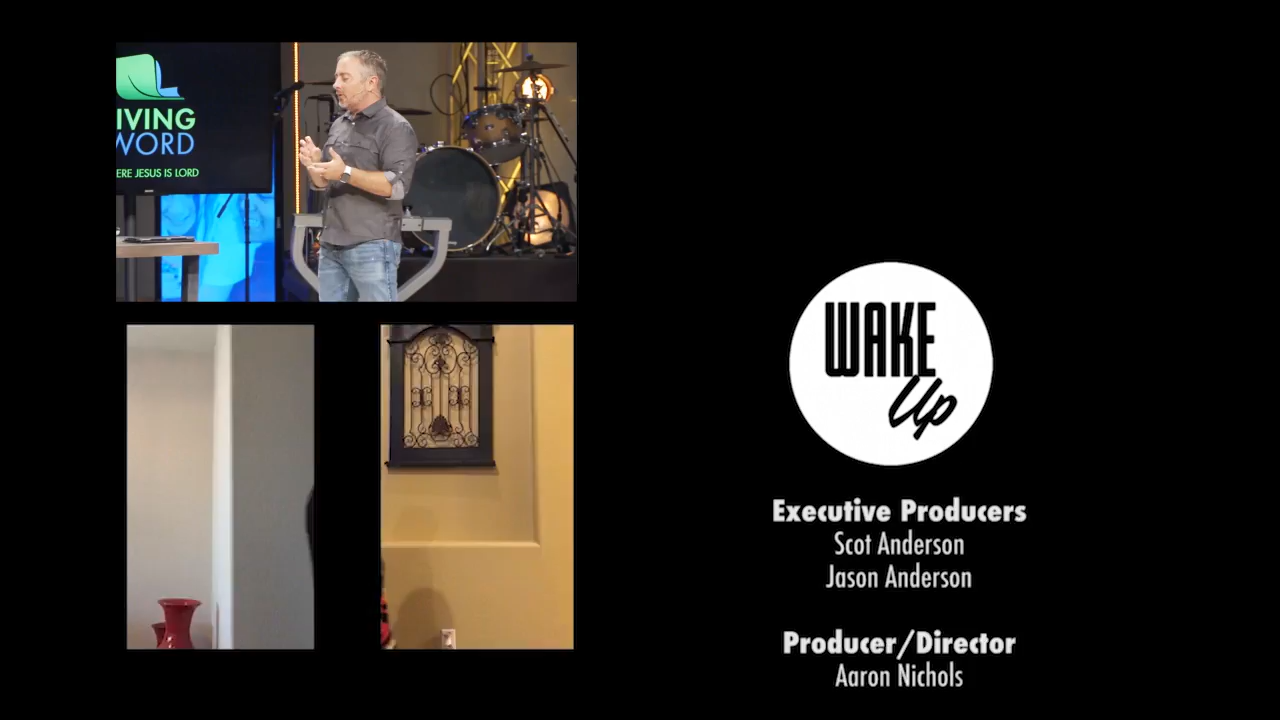 IVING
WORD
ERE JESUS IS LORD
WAKE
Up
Executive Producers
Scot Anderson
Jason Anderson
Producer/Director
Aaron Nichols